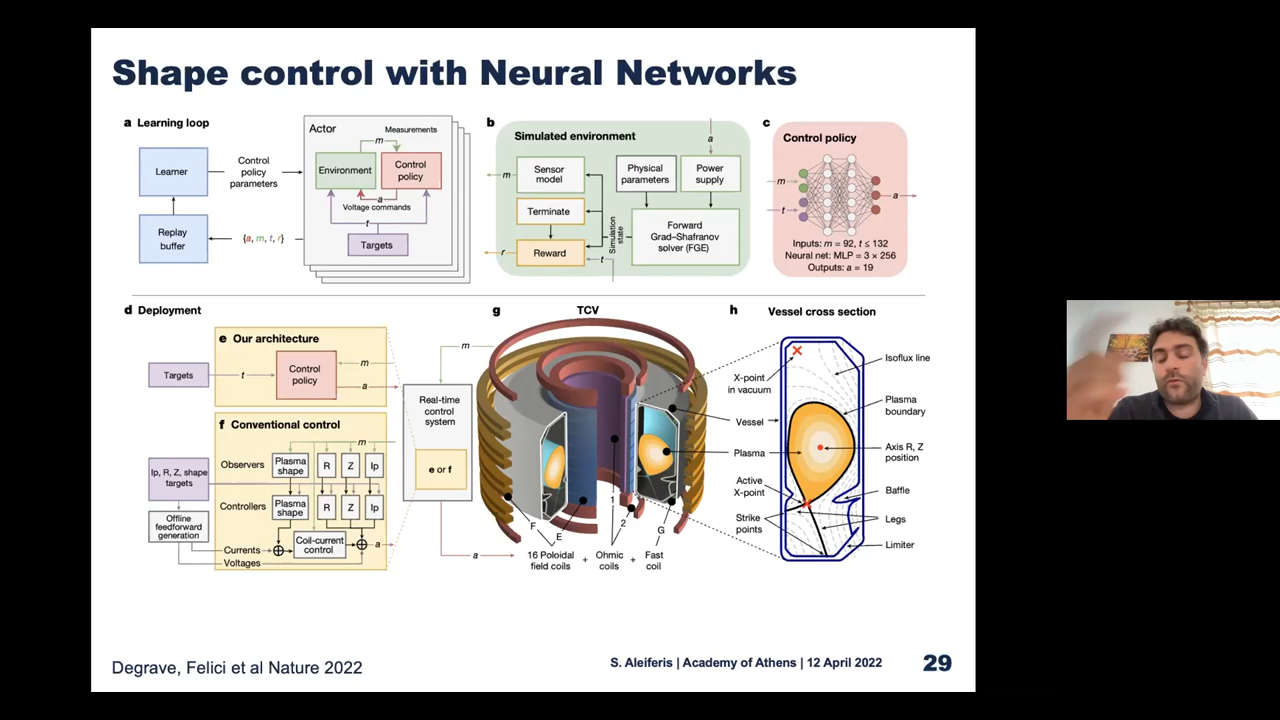 Shape control with Neural Networks
a Learning loop
Learner
Replay
buffer
Control
policy
parameters
{a, m, t, r}
Actor
Measurements
m
Environment
Control
policy
a
Voltage commands
t
Targets
b
Simulated environment
a
m
Sensor
model
Physical
parameters
Power
supply
Terminate
Simulation
state
Forward
Grad–Shafranov
solver (FGE)
r
Reward
t
c
Control policy
m
t
a
Inputs: m = 92, t ≤ 132
Neural net: MLP = 3 × 256
Outputs: a = 19
d Deployment
e Our architecture
Targets
t
Control
policy
m
a
f Conventional control
m
Observers
Plasma
shape
R
Z
Ip
Ip, R, Z, shape
targets
Controllers
Plasma
shape
R
Z
Ip
Offline
feedforward
generation
Coil-current
control
Currents
a
Voltages
m
Real-time
control
system
e or f
a
g
TCV
F
E
1
2
G
16 Poloidal
field coils
+
Ohmic
coils
+
Fast
coil
h
Vessel cross section
X-point
in vacuum
Vessel
Plasma
Active
X-point
Strike
points
Isoflux line
Plasma
boundary
Axis R, Z
position
Baffle
Legs
Limiter
Degrave, Felici et al Nature 2022
S. Aleiferis | Academy of Athens | 12 April 2022
29